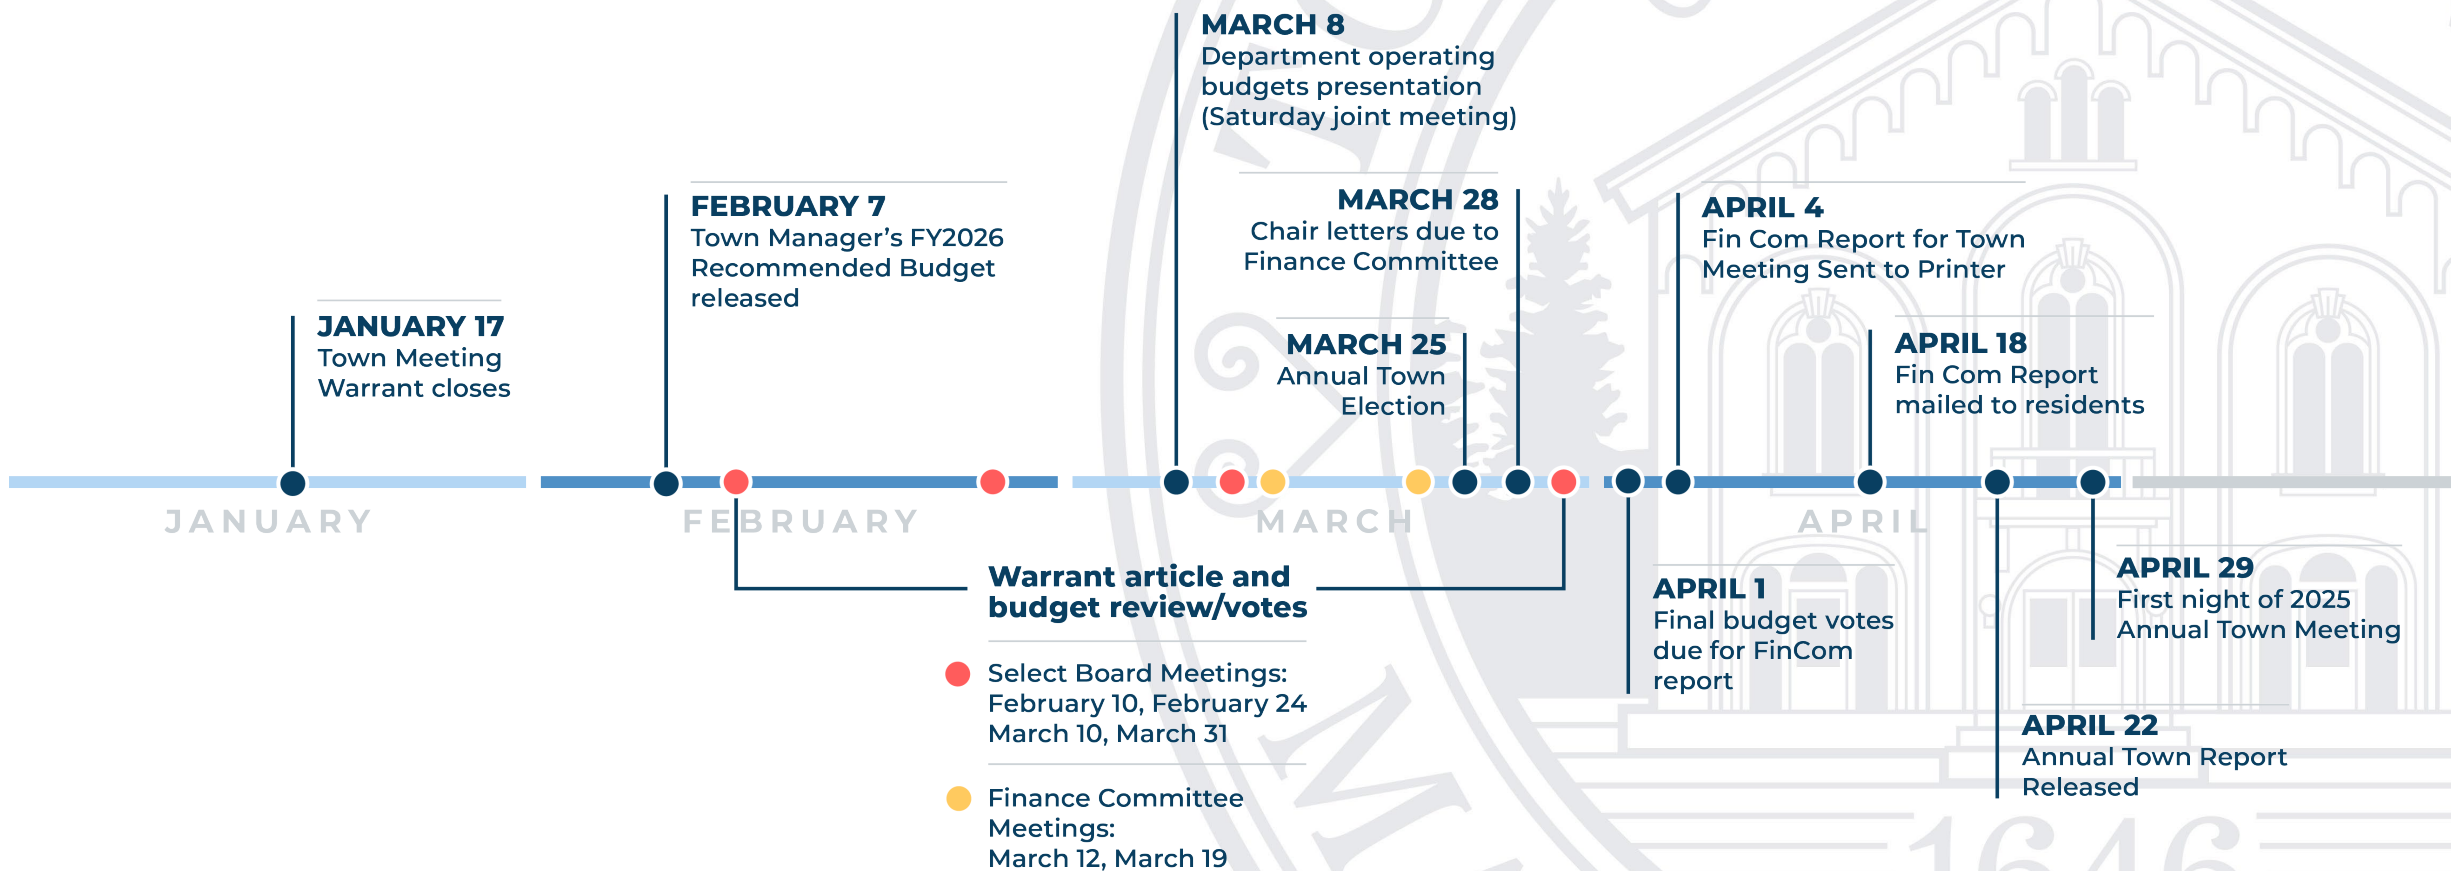 MARCH 8
Department operating
budgets presentation
(Saturday joint meeting)
FEBRUARY 7
Town Manager’s FY2026
Recommended Budget
released
MARCH 28
Chair letters due to
Finance Committee
APRIL 4
Fin Com Report for Town
Meeting Sent to Printer
JANUARY 17
Town Meeting
Warrant closes
MARCH 25
Annual Town
Election
APRIL 18
Fin Com Report
mailed to residents
JANUARY
FEBRUARY
MARCH
APRIL
Warrant article and
budget review/votes
Select Board Meetings:
February 10, February 24
March 10, March 31
Finance Committee
Meetings:
March 12, March 19
APRIL 1
Final budget votes
due for FinCom
report
APRIL 29
First night of 2025
Annual Town Meeting
APRIL 22
Annual Town Report
Released
1646